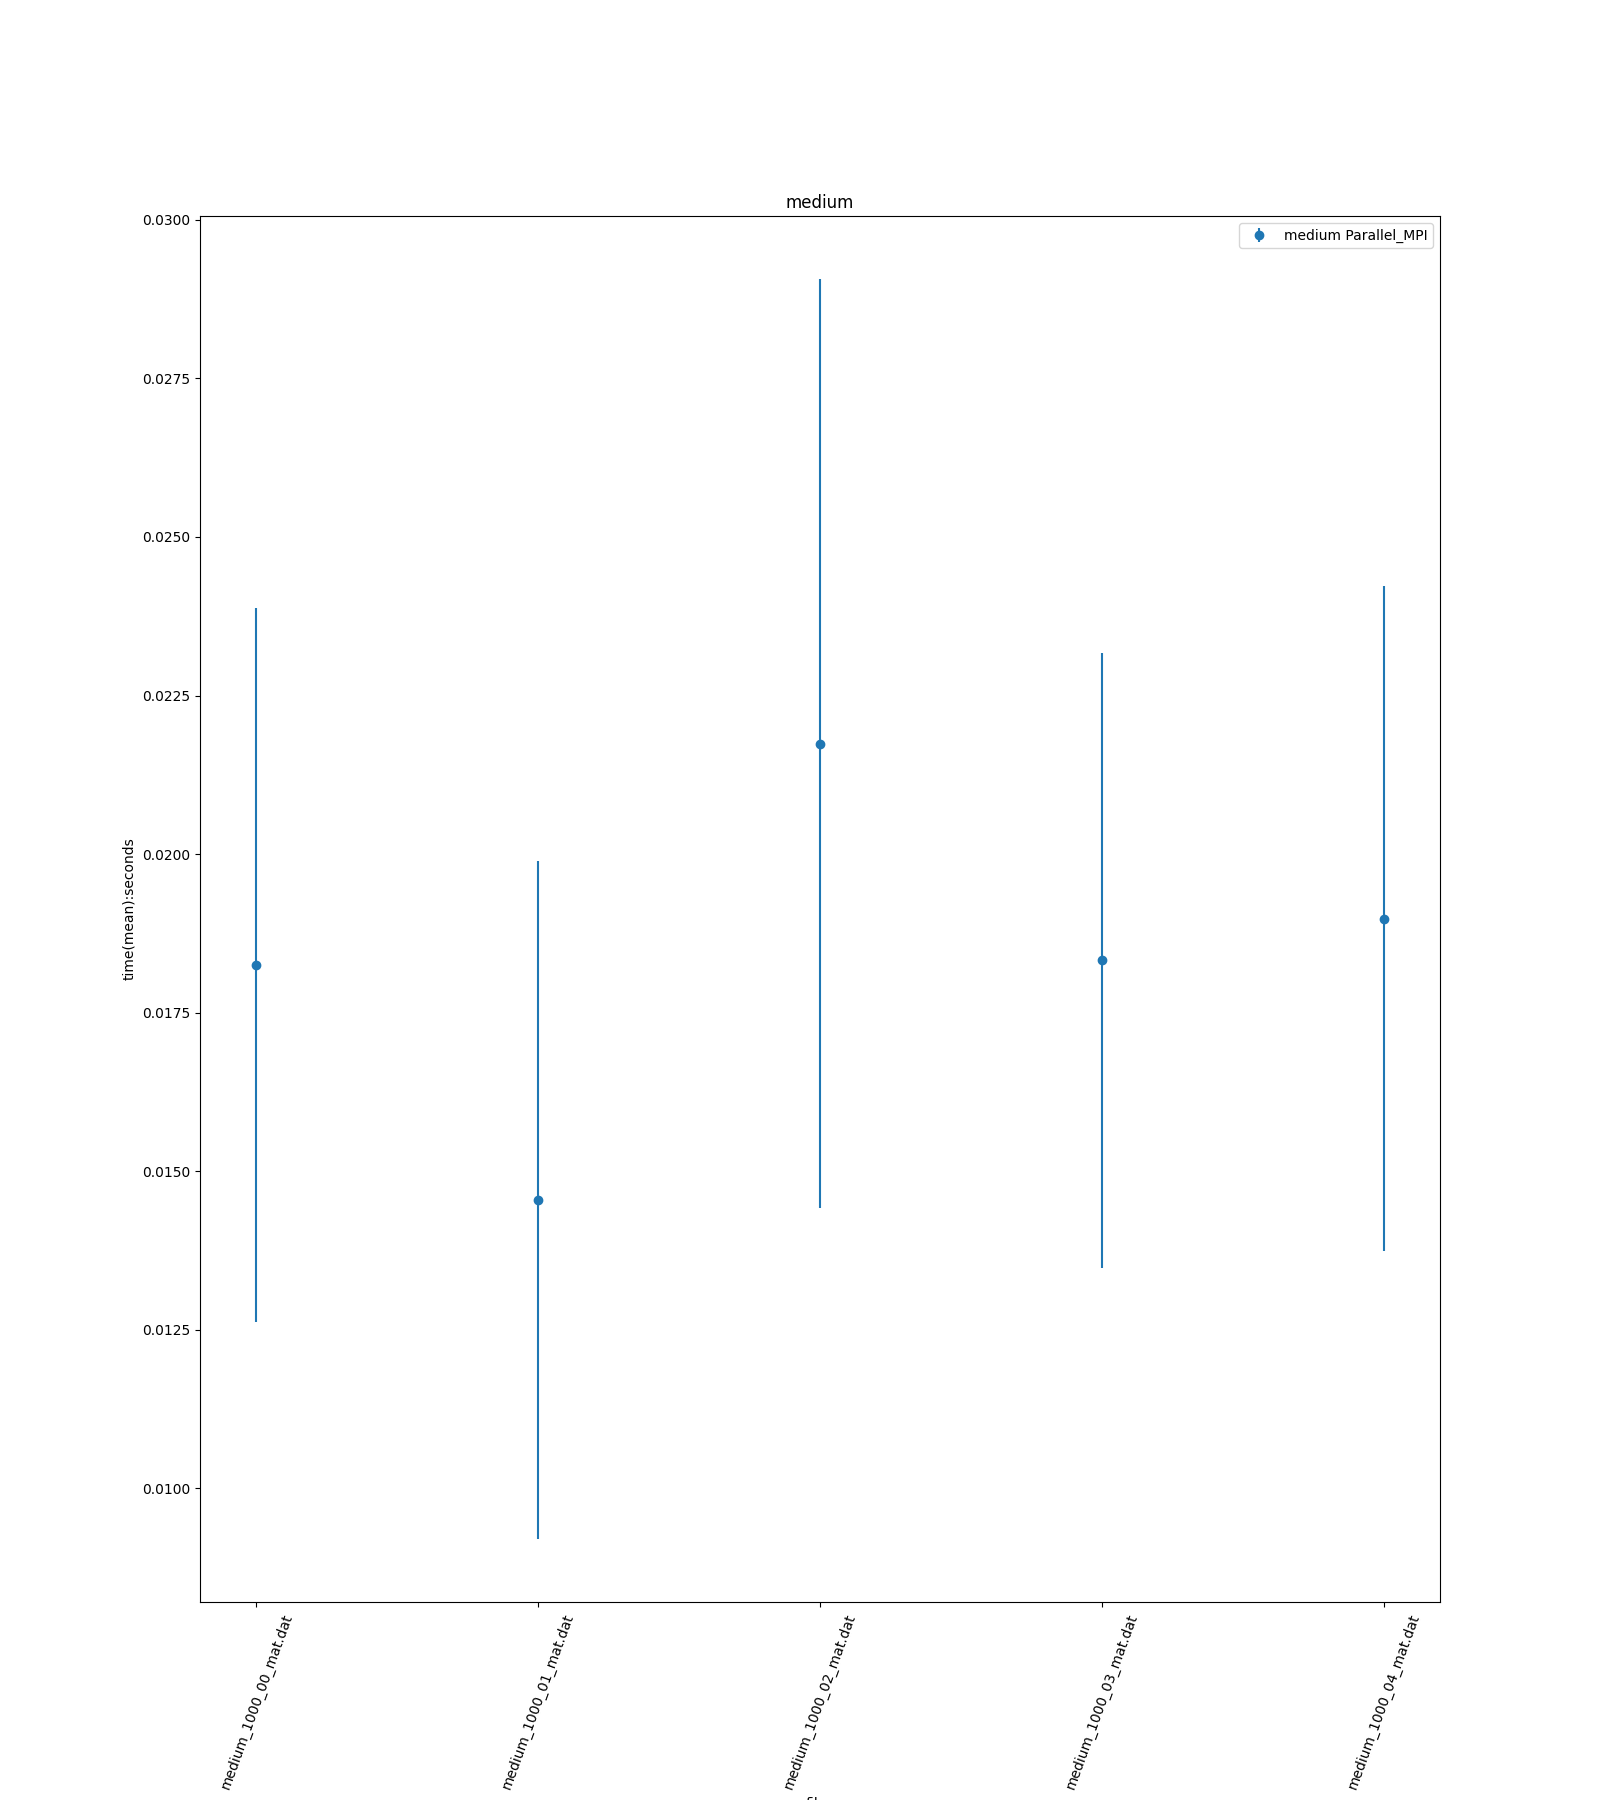 medium
medium Parallel_MPI
0.0300
0.0275
0.0250
0.0225
0.0200
0.0175
0.0150
0.0125
0.0100
time(mean):seconds
medium_1000_00_mat.dat
medium_1000_01_mat.dat
medium_1000_02_mat.dat
medium_1000_03_mat.dat
medium_1000_04_mat.dat